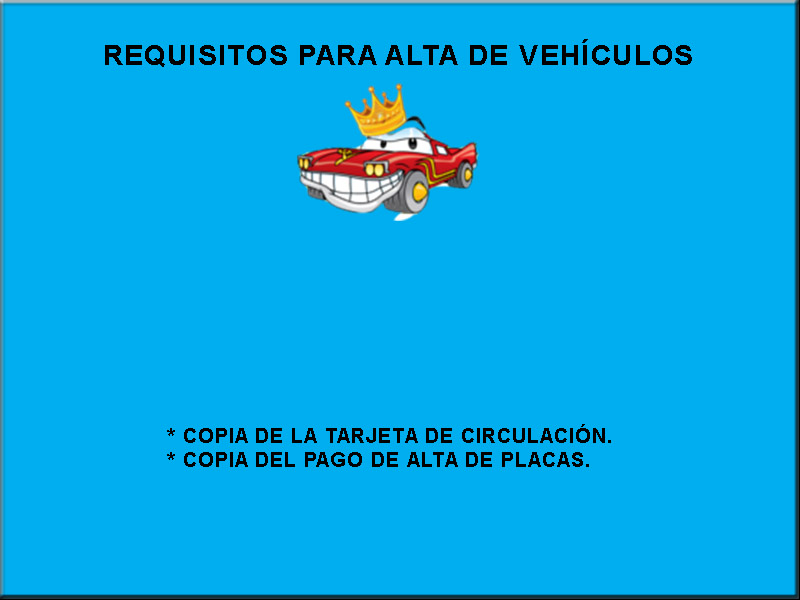 REQUISITOS PARA ALTA DE VEHÍCULOS
* COPIA DE LA TARJETA DE CIRCULACIÓN.
* COPIA DEL PAGO DE ALTA DE PLACAS.